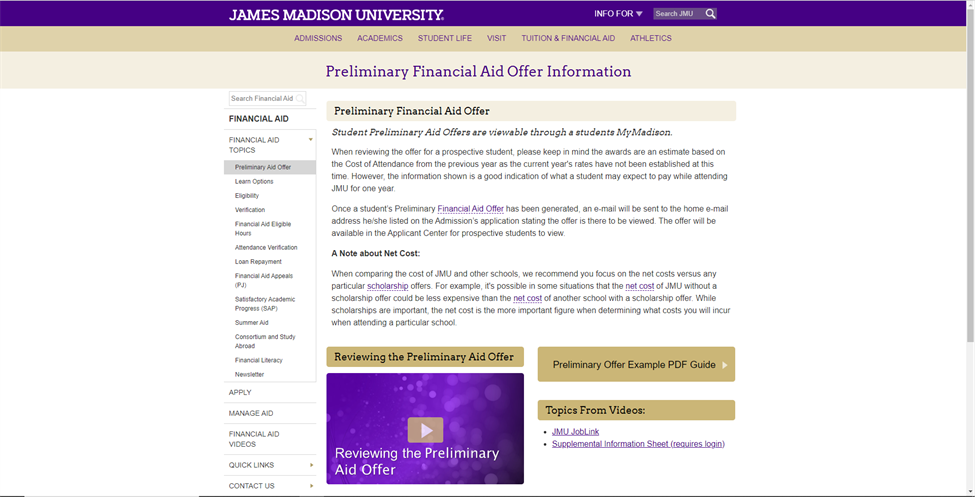 JAMES MADISON UNIVERSITY.
INFO FOR
Search JMU
ADMISSIONS
ACADEMICS
STUDENT LIFE
VISIT
TUITION & FINANCIAL AID
ATHLETICS
Preliminary Financial Aid Offer Information
Search Financial Aid
FINANCIAL AID
FINANCIAL AID
TOPICS
Preliminary Aid Offer
Learn Options
Eligibility
Verification
Financial Aid Eligible
Hours
Attendance Verification
Loan Repayment
Financial Aid Appeals
(PJ)
Satisfactory Academic
Progress (SAP)
Summer Aid
Consortium and Study
Abroad
Financial Literacy
Newsletter
APPLY
MANAGE AID
FINANCIAL AID
VIDEOS
QUICK LINKS
CONTACT US
Preliminary Financial Aid Offer
Student Preliminary Aid Offers are viewable through a students MyMadison.
When reviewing the offer for a prospective student, please keep in mind the awards are an estimate based on
the Cost of Attendance from the previous year as the current year's rates have not been established at this
time. However, the information shown is a good indication of what a student may expect to pay while attending
JMU for one year.
Once a student's Preliminary Financial Aid Offer has been generated, an e-mail will be sent to the home e-mail
address he/she listed on the Admission's application stating the offer is there to be viewed. The offer will be
available in the Applicant Center for prospective students to view.
A Note about Net Cost:
When comparing the cost of JMU and other schools, we recommend you focus on the net costs versus any
particular scholarship offers. For example, it's possible in some situations that the net cost of JMU without a
scholarship offer could be less expensive than the net cost of another school with a scholarship offer. While
scholarships are important, the net cost is the more important figure when determining what costs you will incur
when attending a particular school.
Reviewing the Preliminary Aid Offer
Reviewing the Preliminary
Aid Offer
Preliminary Offer Example PDF Guide
Topics From Videos:
JMU JobLink
Supplemental Information Sheet (requires login)